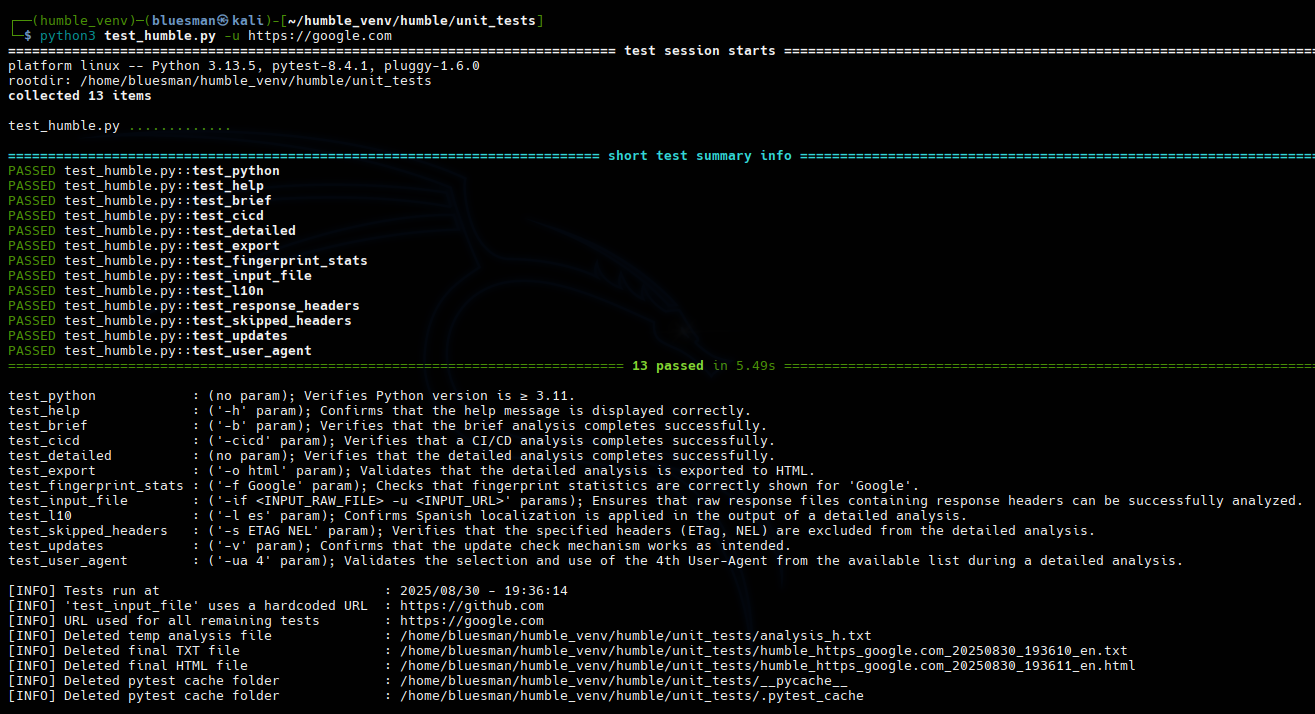 ┌──(humble_venv)─(bluesman㉿kali)-[~/humble_venv/humble/unit_tests]
└─$ python3 test_humble.py -u https://google.com
============================================================================ test session starts ===================================================================
platform linux -- Python 3.13.5, pytest-8.4.1, pluggy-1.6.0
rootdir: /home/bluesman/humble_venv/humble/unit_tests
collected 13 items
test_humble.py .............
========================================================================== short test summary info =================================================================
PASSED test_humble.py::test_python
PASSED test_humble.py::test_help
PASSED test_humble.py::test_brief
PASSED test_humble.py::test_cicd
PASSED test_humble.py::test_detailed
PASSED test_humble.py::test_export
PASSED test_humble.py::test_fingerprint_stats
PASSED test_humble.py::test_input_file
PASSED test_humble.py::test_l10n
PASSED test_humble.py::test_response_headers
PASSED test_humble.py::test_skipped_headers
PASSED test_humble.py::test_updates
PASSED test_humble.py::test_user_agent
============================================================================= 13 passed in 5.49s ===================================================================
test_python            : (no param); Verifies Python version is ≥ 3.11.
test_help              : ('-h' param); Confirms that the help message is displayed correctly.
test_brief             : ('-b' param); Verifies that the brief analysis completes successfully.
test_cicd              : ('-cicd' param); Verifies that a CI/CD analysis completes successfully.
test_detailed          : (no param); Verifies that the detailed analysis completes successfully.
test_export            : ('-o html' param); Validates that the detailed analysis is exported to HTML.
test_fingerprint_stats : ('-f Google' param); Checks that fingerprint statistics are correctly shown for 'Google'.
test_input_file        : ('-if <INPUT_RAW_FILE> -u <INPUT_URL>' params); Ensures that raw response files containing response headers can be successfully analyzed.
test_l10               : ('-l es' param); Confirms Spanish localization is applied in the output of a detailed analysis.
test_skipped_headers   : ('-s ETAG NEL' param); Verifies that the specified headers (ETag, NEL) are excluded from the detailed analysis.
test_updates           : ('-v' param); Confirms that the update check mechanism works as intended.
test_user_agent        : ('-ua 4' param); Validates the selection and use of the 4th User-Agent from the available list during a detailed analysis.
[INFO] Tests run at                            : 2025/08/30 - 19:36:14
[INFO] 'test_input_file' uses a hardcoded URL  : https://github.com
[INFO] URL used for all remaining tests        : https://google.com
[INFO] Deleted temp analysis file              : /home/bluesman/humble_venv/humble/unit_tests/analysis_h.txt
[INFO] Deleted final TXT file                  : /home/bluesman/humble_venv/humble/unit_tests/humble_https_google.com_20250830_193610_en.txt
[INFO] Deleted final HTML file                 : /home/bluesman/humble_venv/humble/unit_tests/humble_https_google.com_20250830_193611_en.html
[INFO] Deleted pytest cache folder             : /home/bluesman/humble_venv/humble/unit_tests/__pycache__
[INFO] Deleted pytest cache folder             : /home/bluesman/humble_venv/humble/unit_tests/.pytest_cache